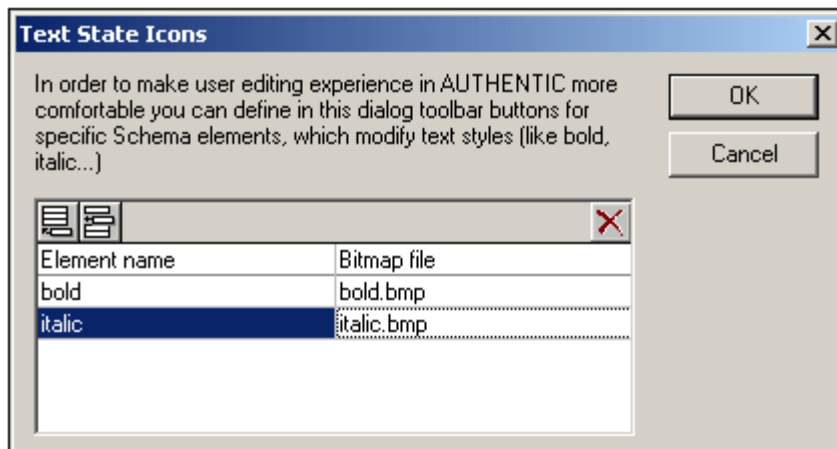 Text State Icons
In order to make user editing experience in AUTHENTIC more
comfortable you can define in this dialog toolbar buttons for
specific Schema elements, which modify text styles (like bold,
italic...)
OK
Cancel
Element name Bitmap file
bold bold.bmp
italic italic.bmp